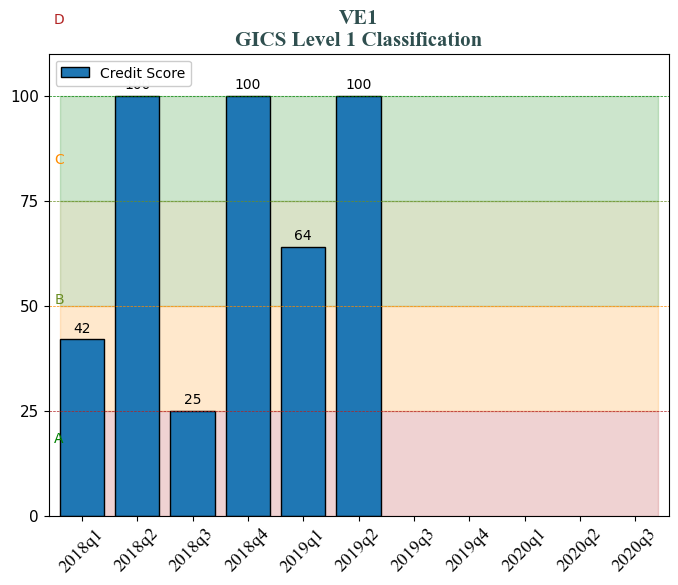 D
VE1
GICS Level 1 Classification
Credit Score
100
100
100
100
C
75
64
B
50
42
25
25
A
0
2018q1
2018q2
2018q3
2018q4
2019q1
2019q2
2019q3
2019q4
2020q1
2020q2
2020q3